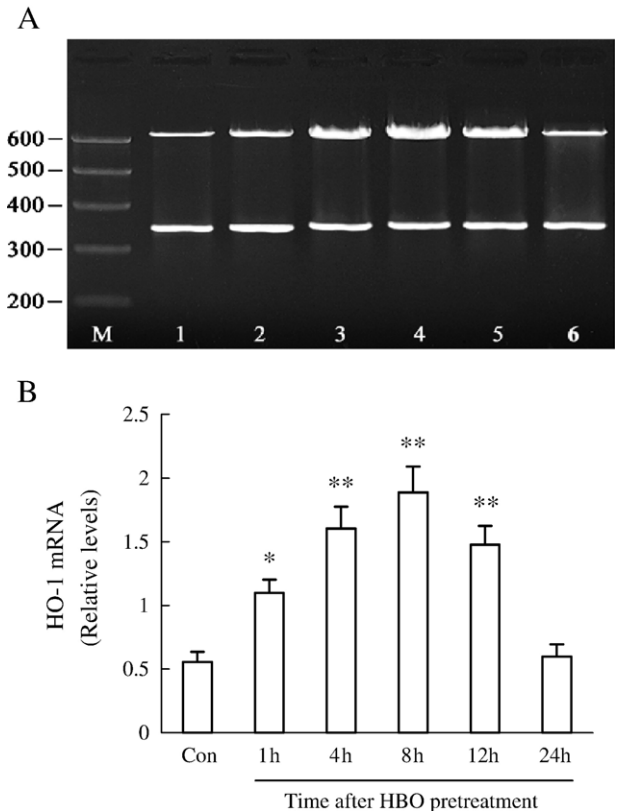 A
600
500
400
300
200
M 1 2 3 4 5 6
B
HO-1 mRNA
(Relative levels)
2.5
2
1.5
1
0.5
0
*
**
**
**
Con 1h 4h 8h 12h 24h
Time after HBO pretreatment